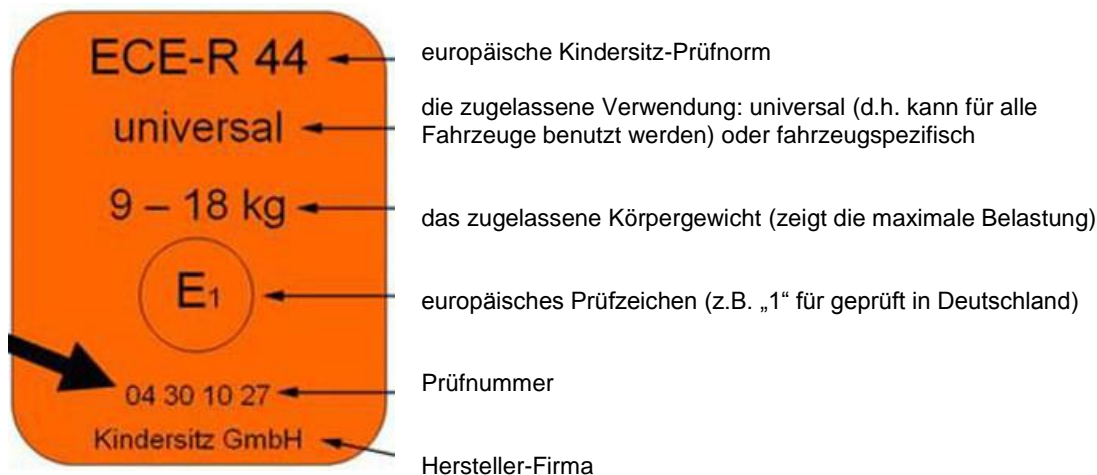 ECE-R 44
europäische Kindersitz-Prüfnorm
universal
die zugelassene Verwendung: universal (d.h. kann für alle
Fahrzeuge benutzt werden) oder fahrzeugspezifisch
9 – 18 kg
das zugelassene Körpergewicht (zeigt die maximale Belastung)
E1
europäisches Prüfzeichen (z.B. „1“ für geprüft in Deutschland)
04 30 10 27
Prüfnummer
Kindersitz GmbH
Hersteller-Firma